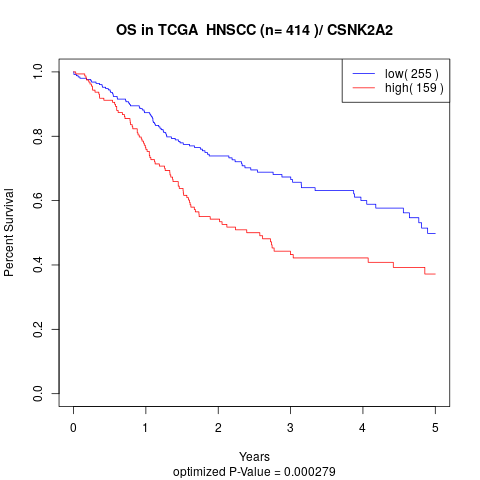 OS in TCGA  HNSCC (n= 414 )/ CSNK2A2
low( 255 )
high( 159 )
Percent Survival
1.0
0.8
0.6
0.4
0.2
0.0
0 1 2 3 4 5
Years
optimized P-Value = 0.000279